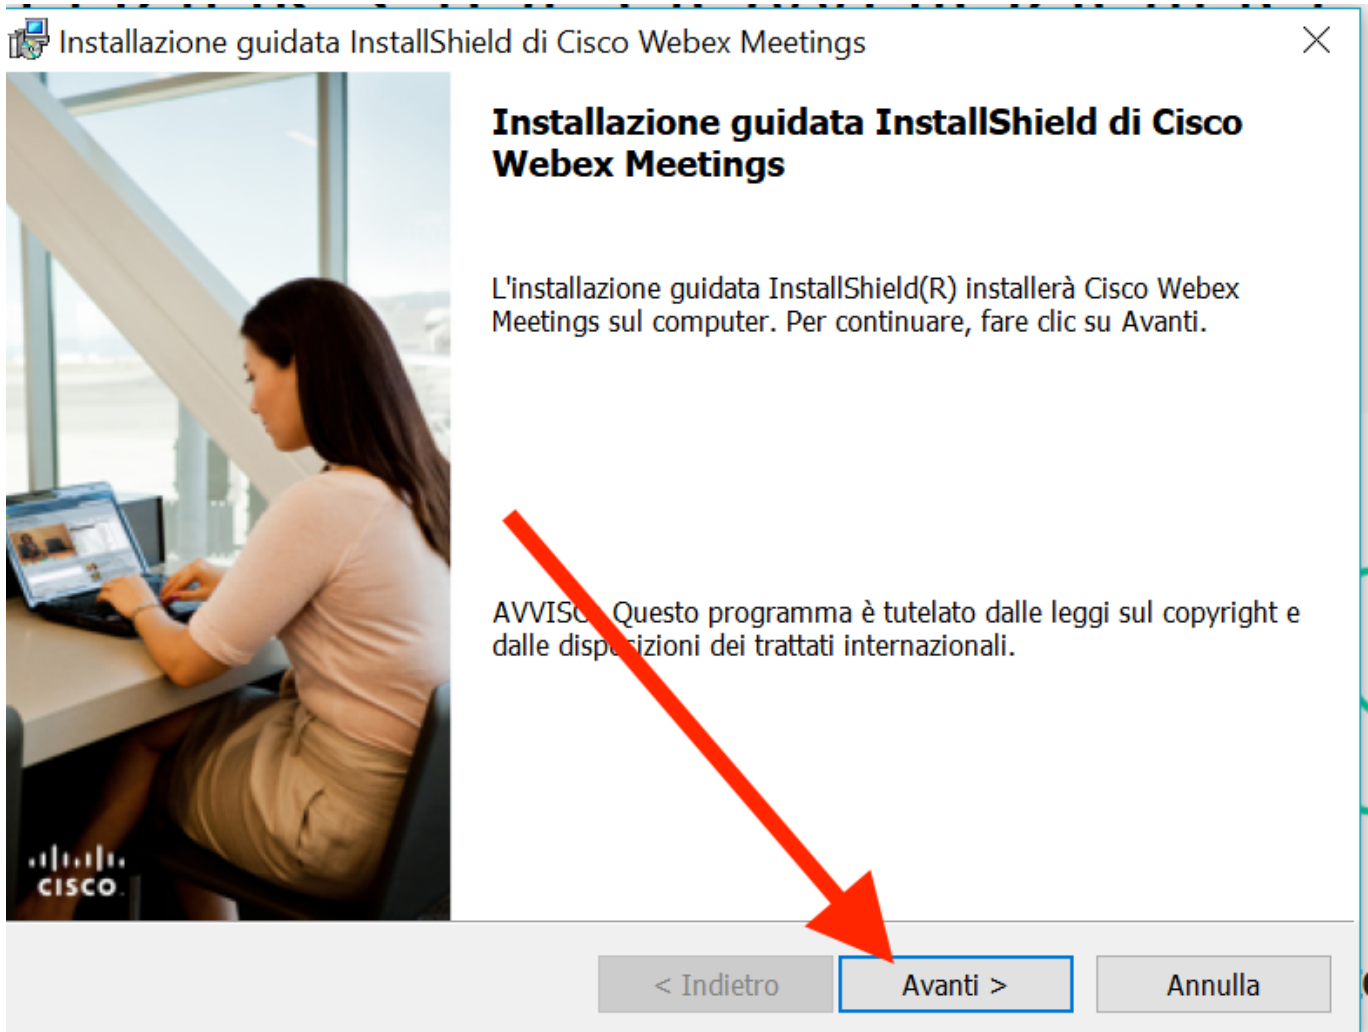 Installazione guidata InstallShield di Cisco Webex Meetings
Installazione guidata InstallShield di Cisco
Webex Meetings
L'installazione guidata InstallShield(R) installerà Cisco Webex
Meetings sul computer. Per continuare, fare clic su Avanti.
AVVISO: Questo programma è tutelato dalle leggi sul copyright e
dalle disposizioni dei trattati internazionali.
CISCO
< Indietro
Avanti >
Annulla